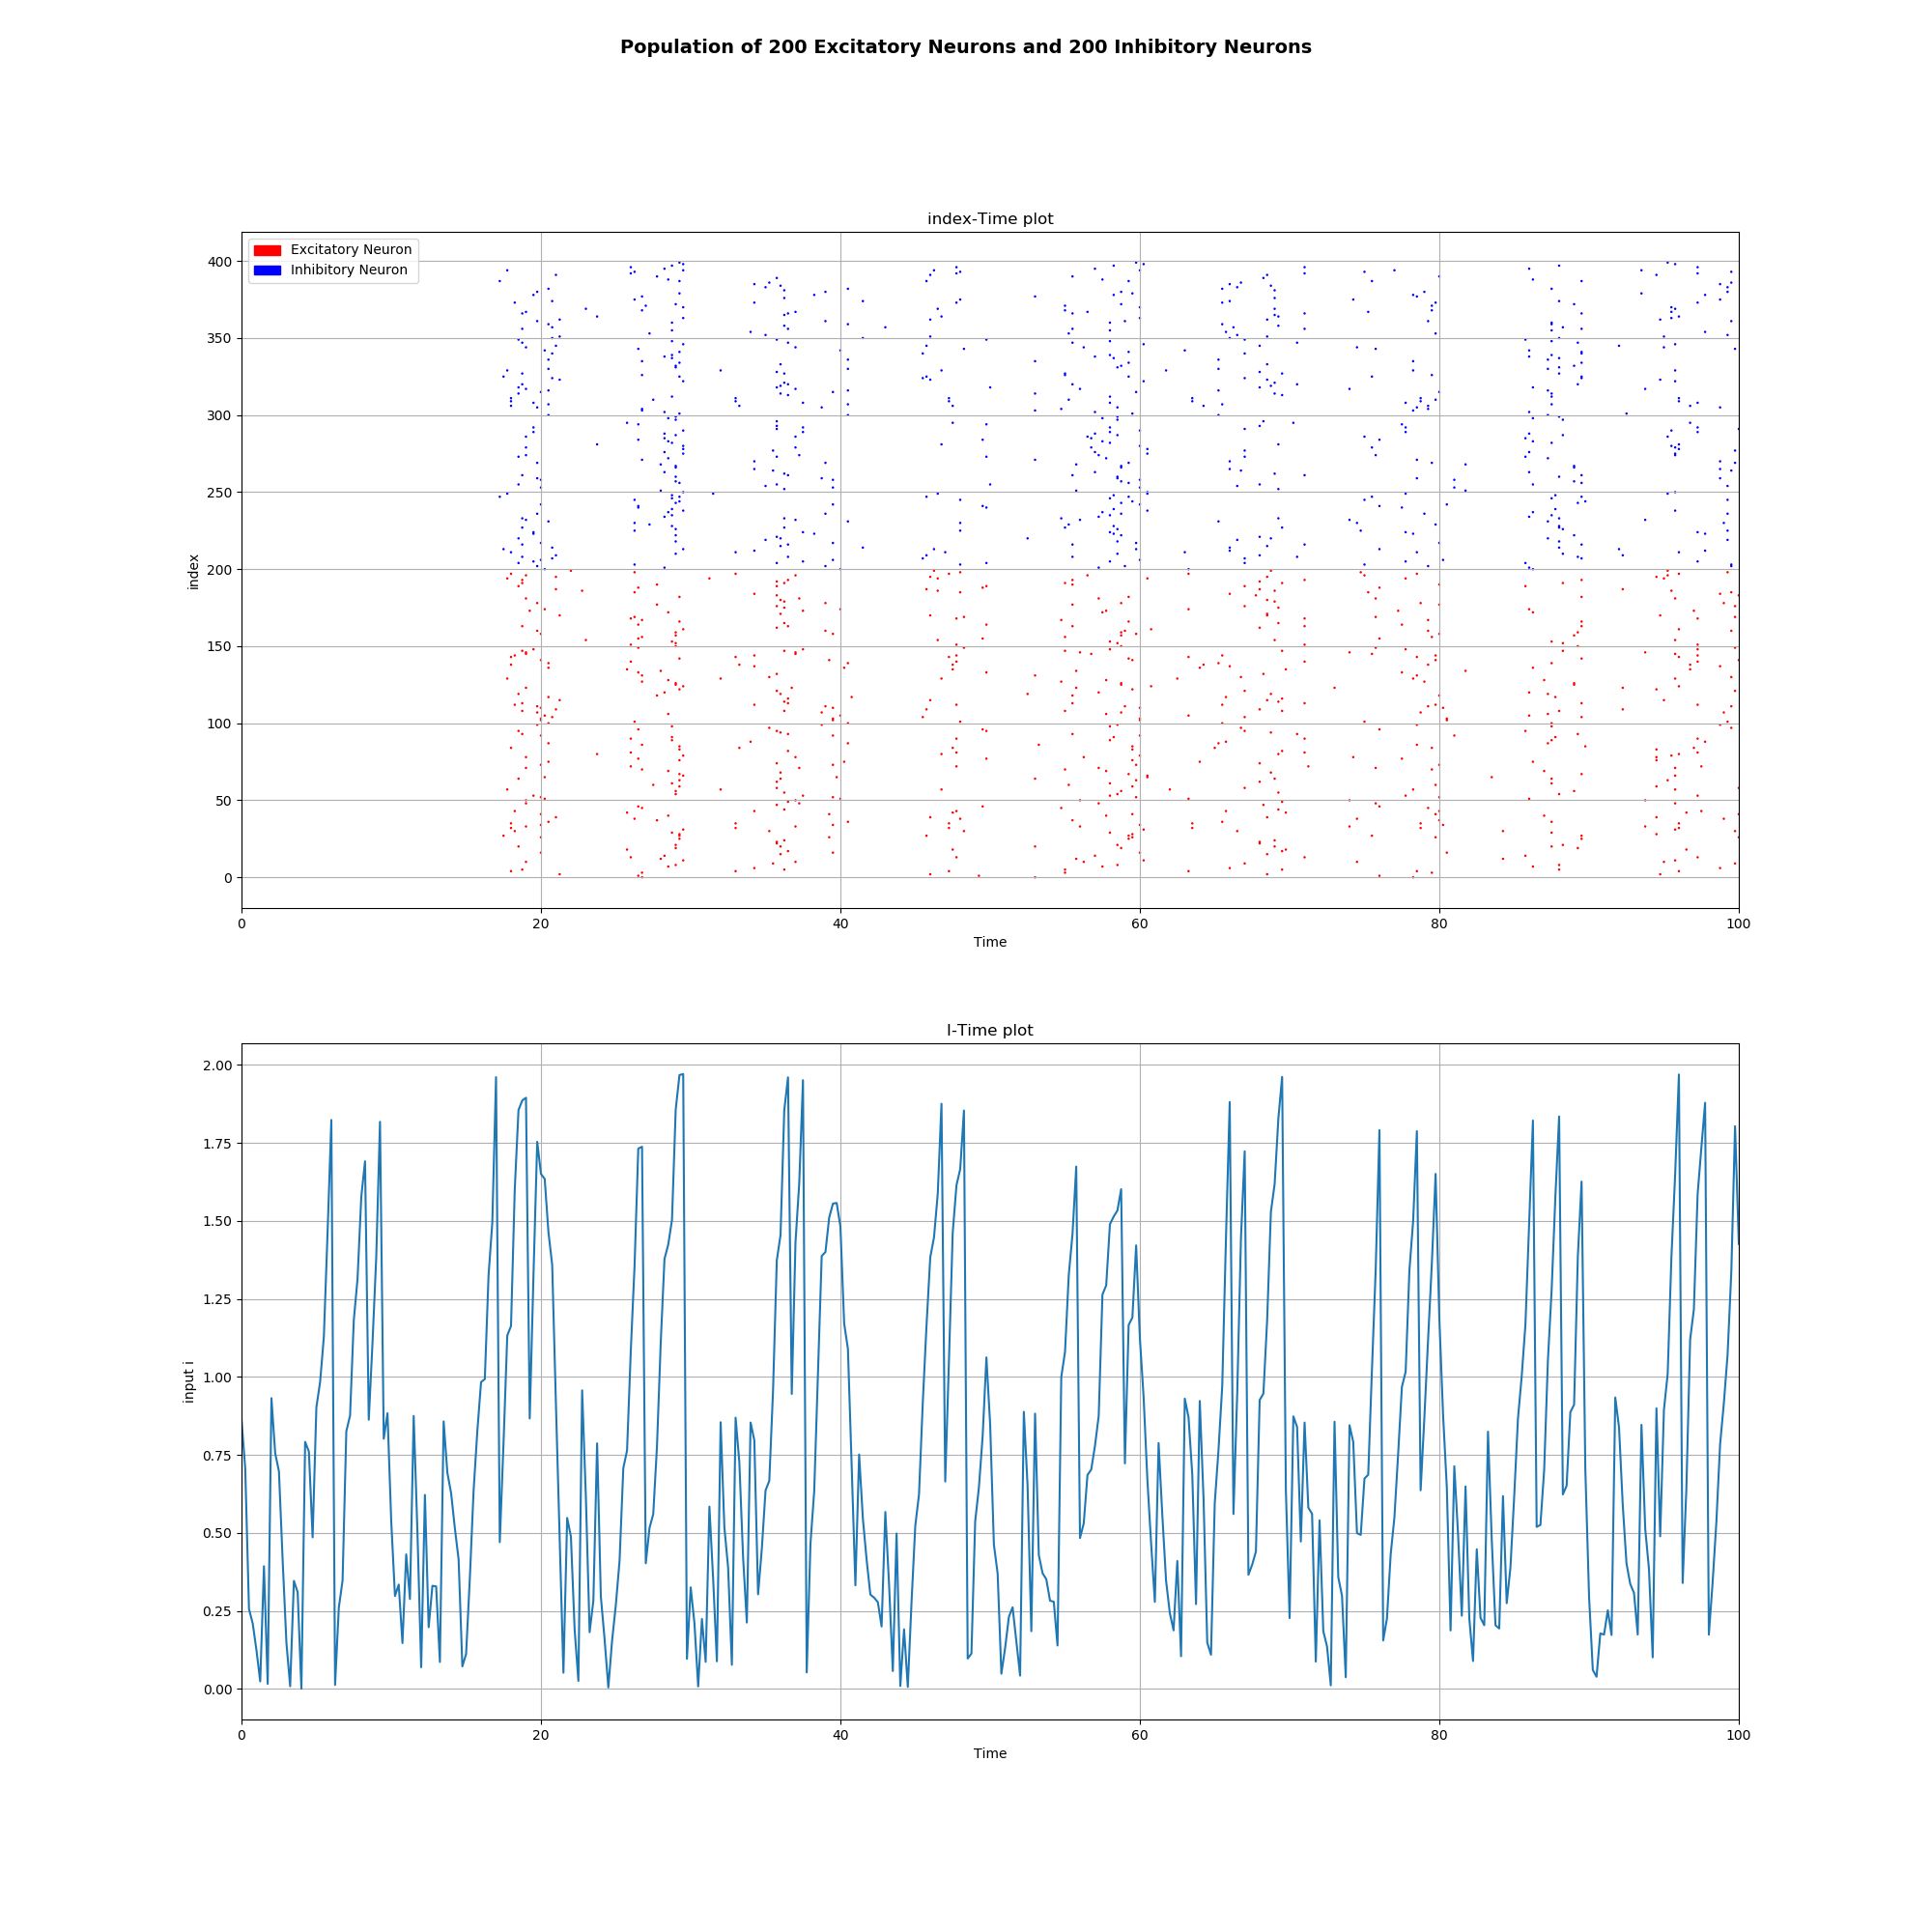 Population of 200 Excitatory Neurons and 200 Inhibitory Neurons
index-Time plot
Excitatory Neuron
Inhibitory Neuron
400
350
300
250
200
150
100
50
0
index
0 20 40 60 80 100
Time
I-Time plot
2.00
1.75
1.50
1.25
1.00
0.75
0.50
0.25
0.00
input i
0 20 40 60 80 100
Time